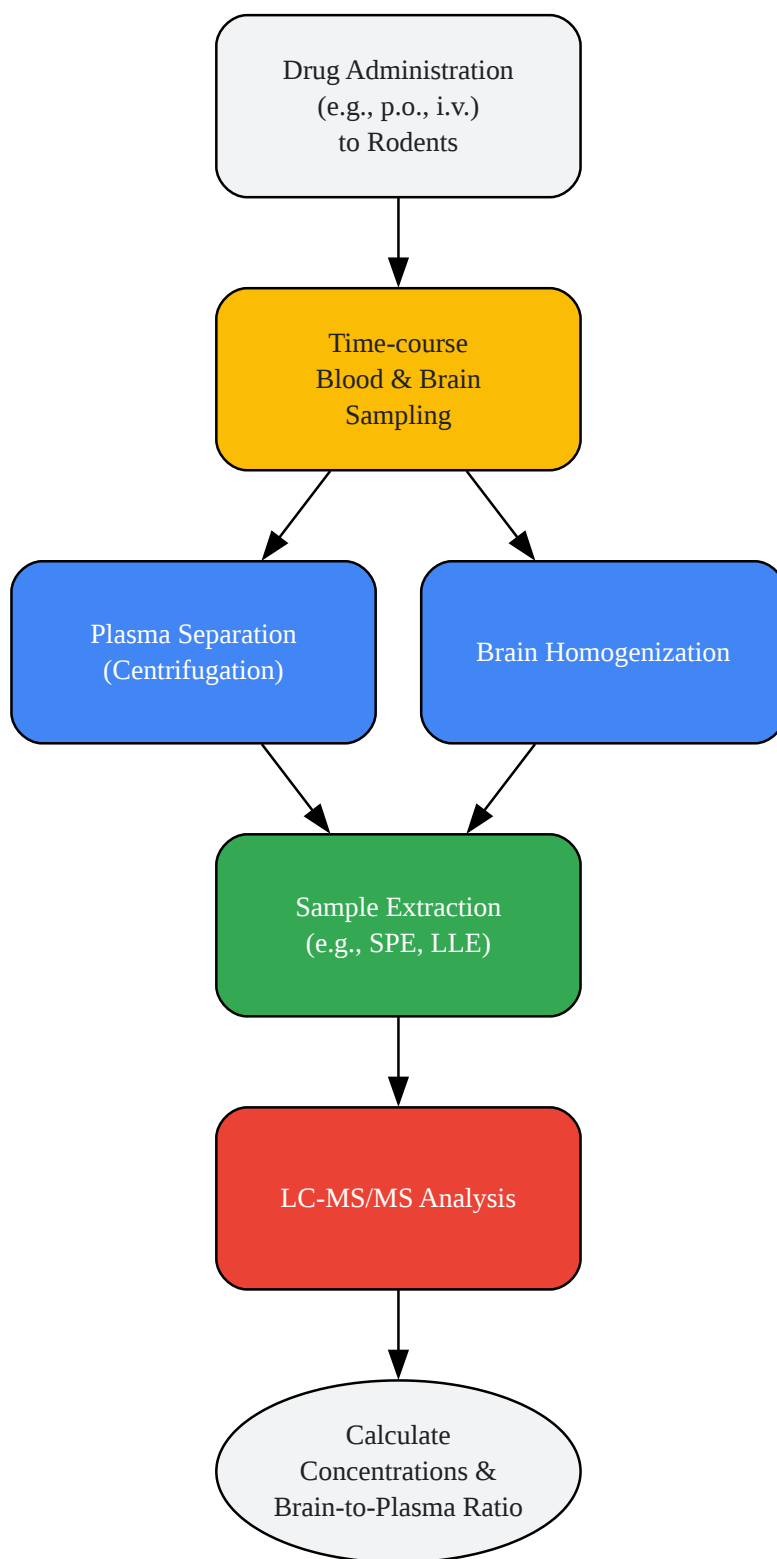 Drug Administration
(e.g., p.o., i.v.)
to Rodents
Time-course
Blood & Brain
Sampling
Plasma Separation
(Centrifugation)
Brain Homogenization
Sample Extraction
(e.g., SPE, LLE)
LC-MS/MS Analysis
Calculate
Concentrations &
Brain-to-Plasma Ratio